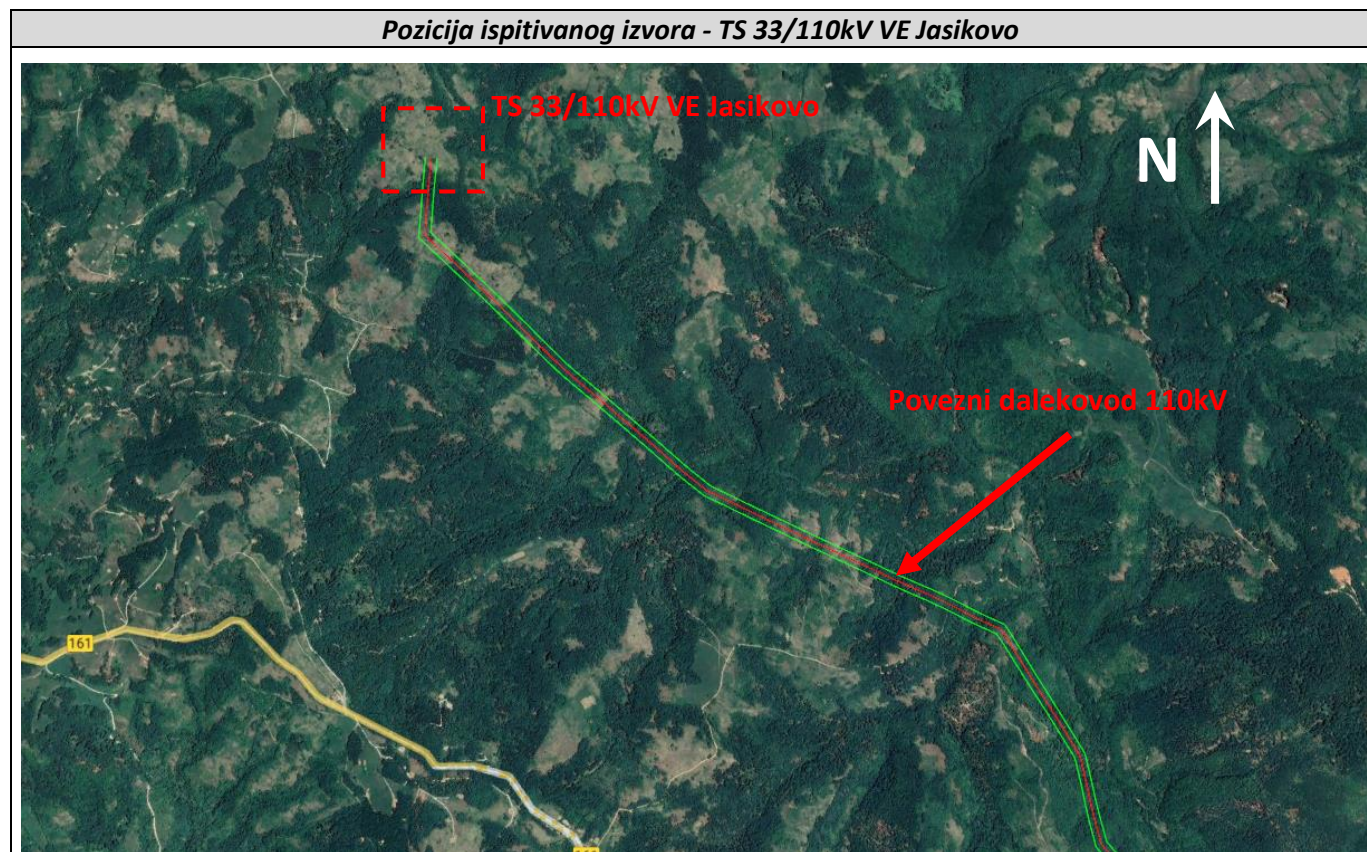 Pozicija ispitivanog izvora - TS 33/110kV VE Jasikovo
TS 33/110kV VE Jasikovo
N
Povezni dalekovod 110kV
161